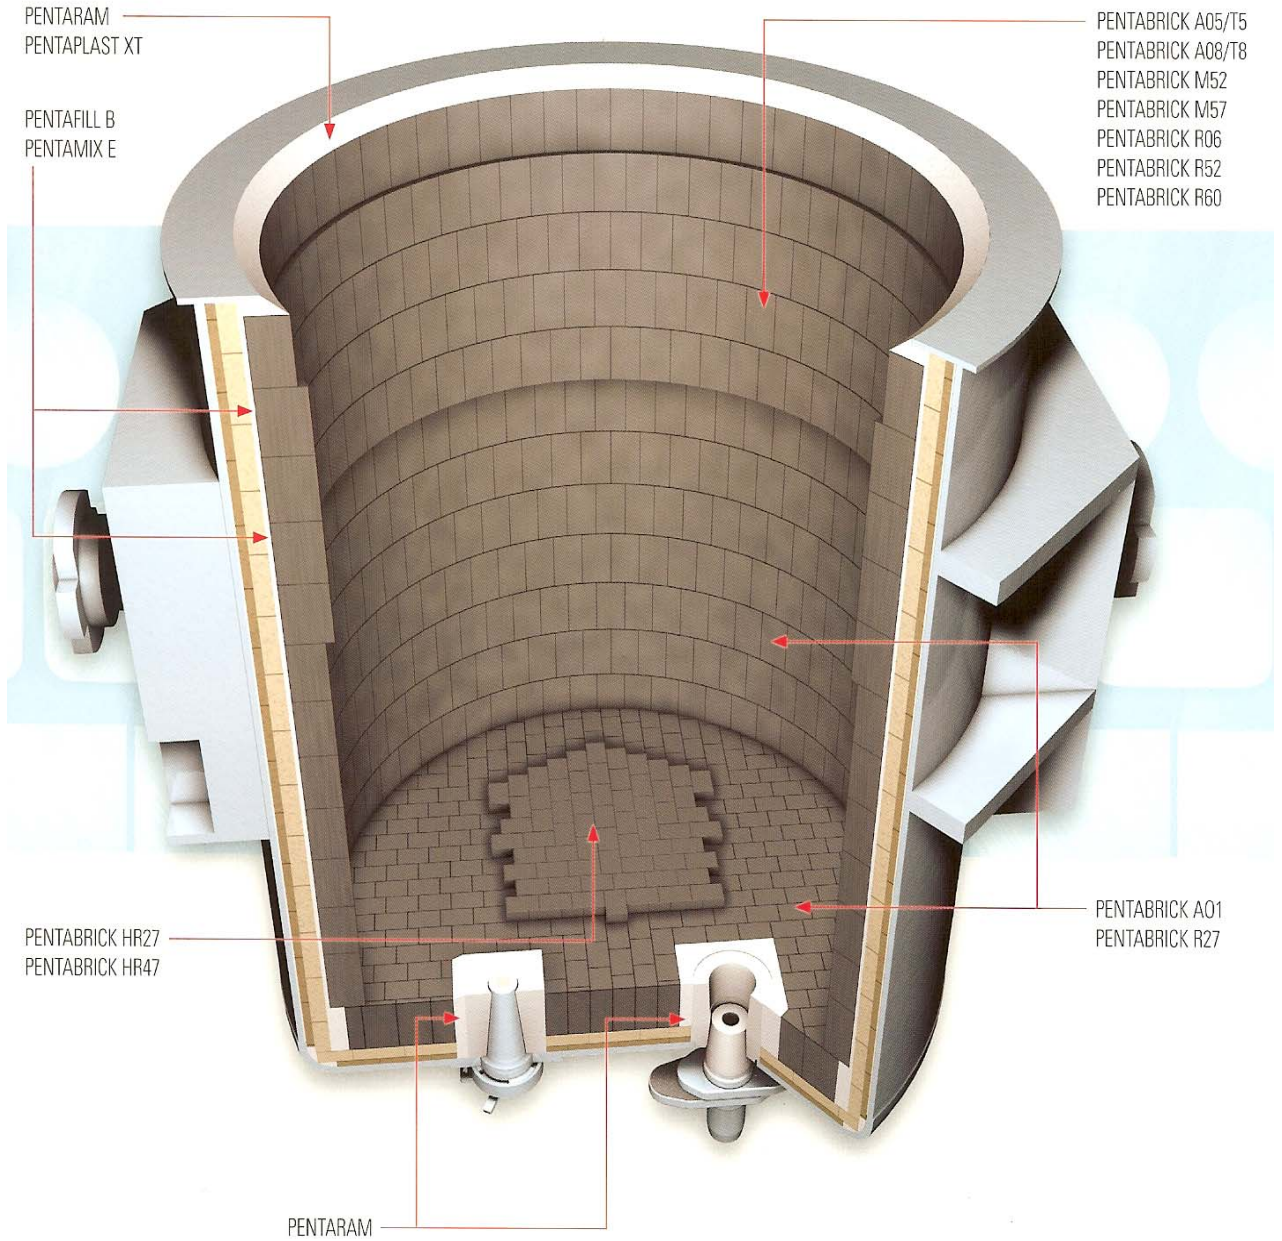 PENTARAM
PENTAPLAST XT
PENTAFILL B
PENTAMIX E
PENTABRICK A05/T5
PENTABRICK A08/T8
PENTABRICK M52
PENTABRICK M57
PENTABRICK R06
PENTABRICK R52
PENTABRICK R60
PENTABRICK HR27
PENTABRICK HR47
PENTABRICK A01
PENTABRICK R27
PENTARAM